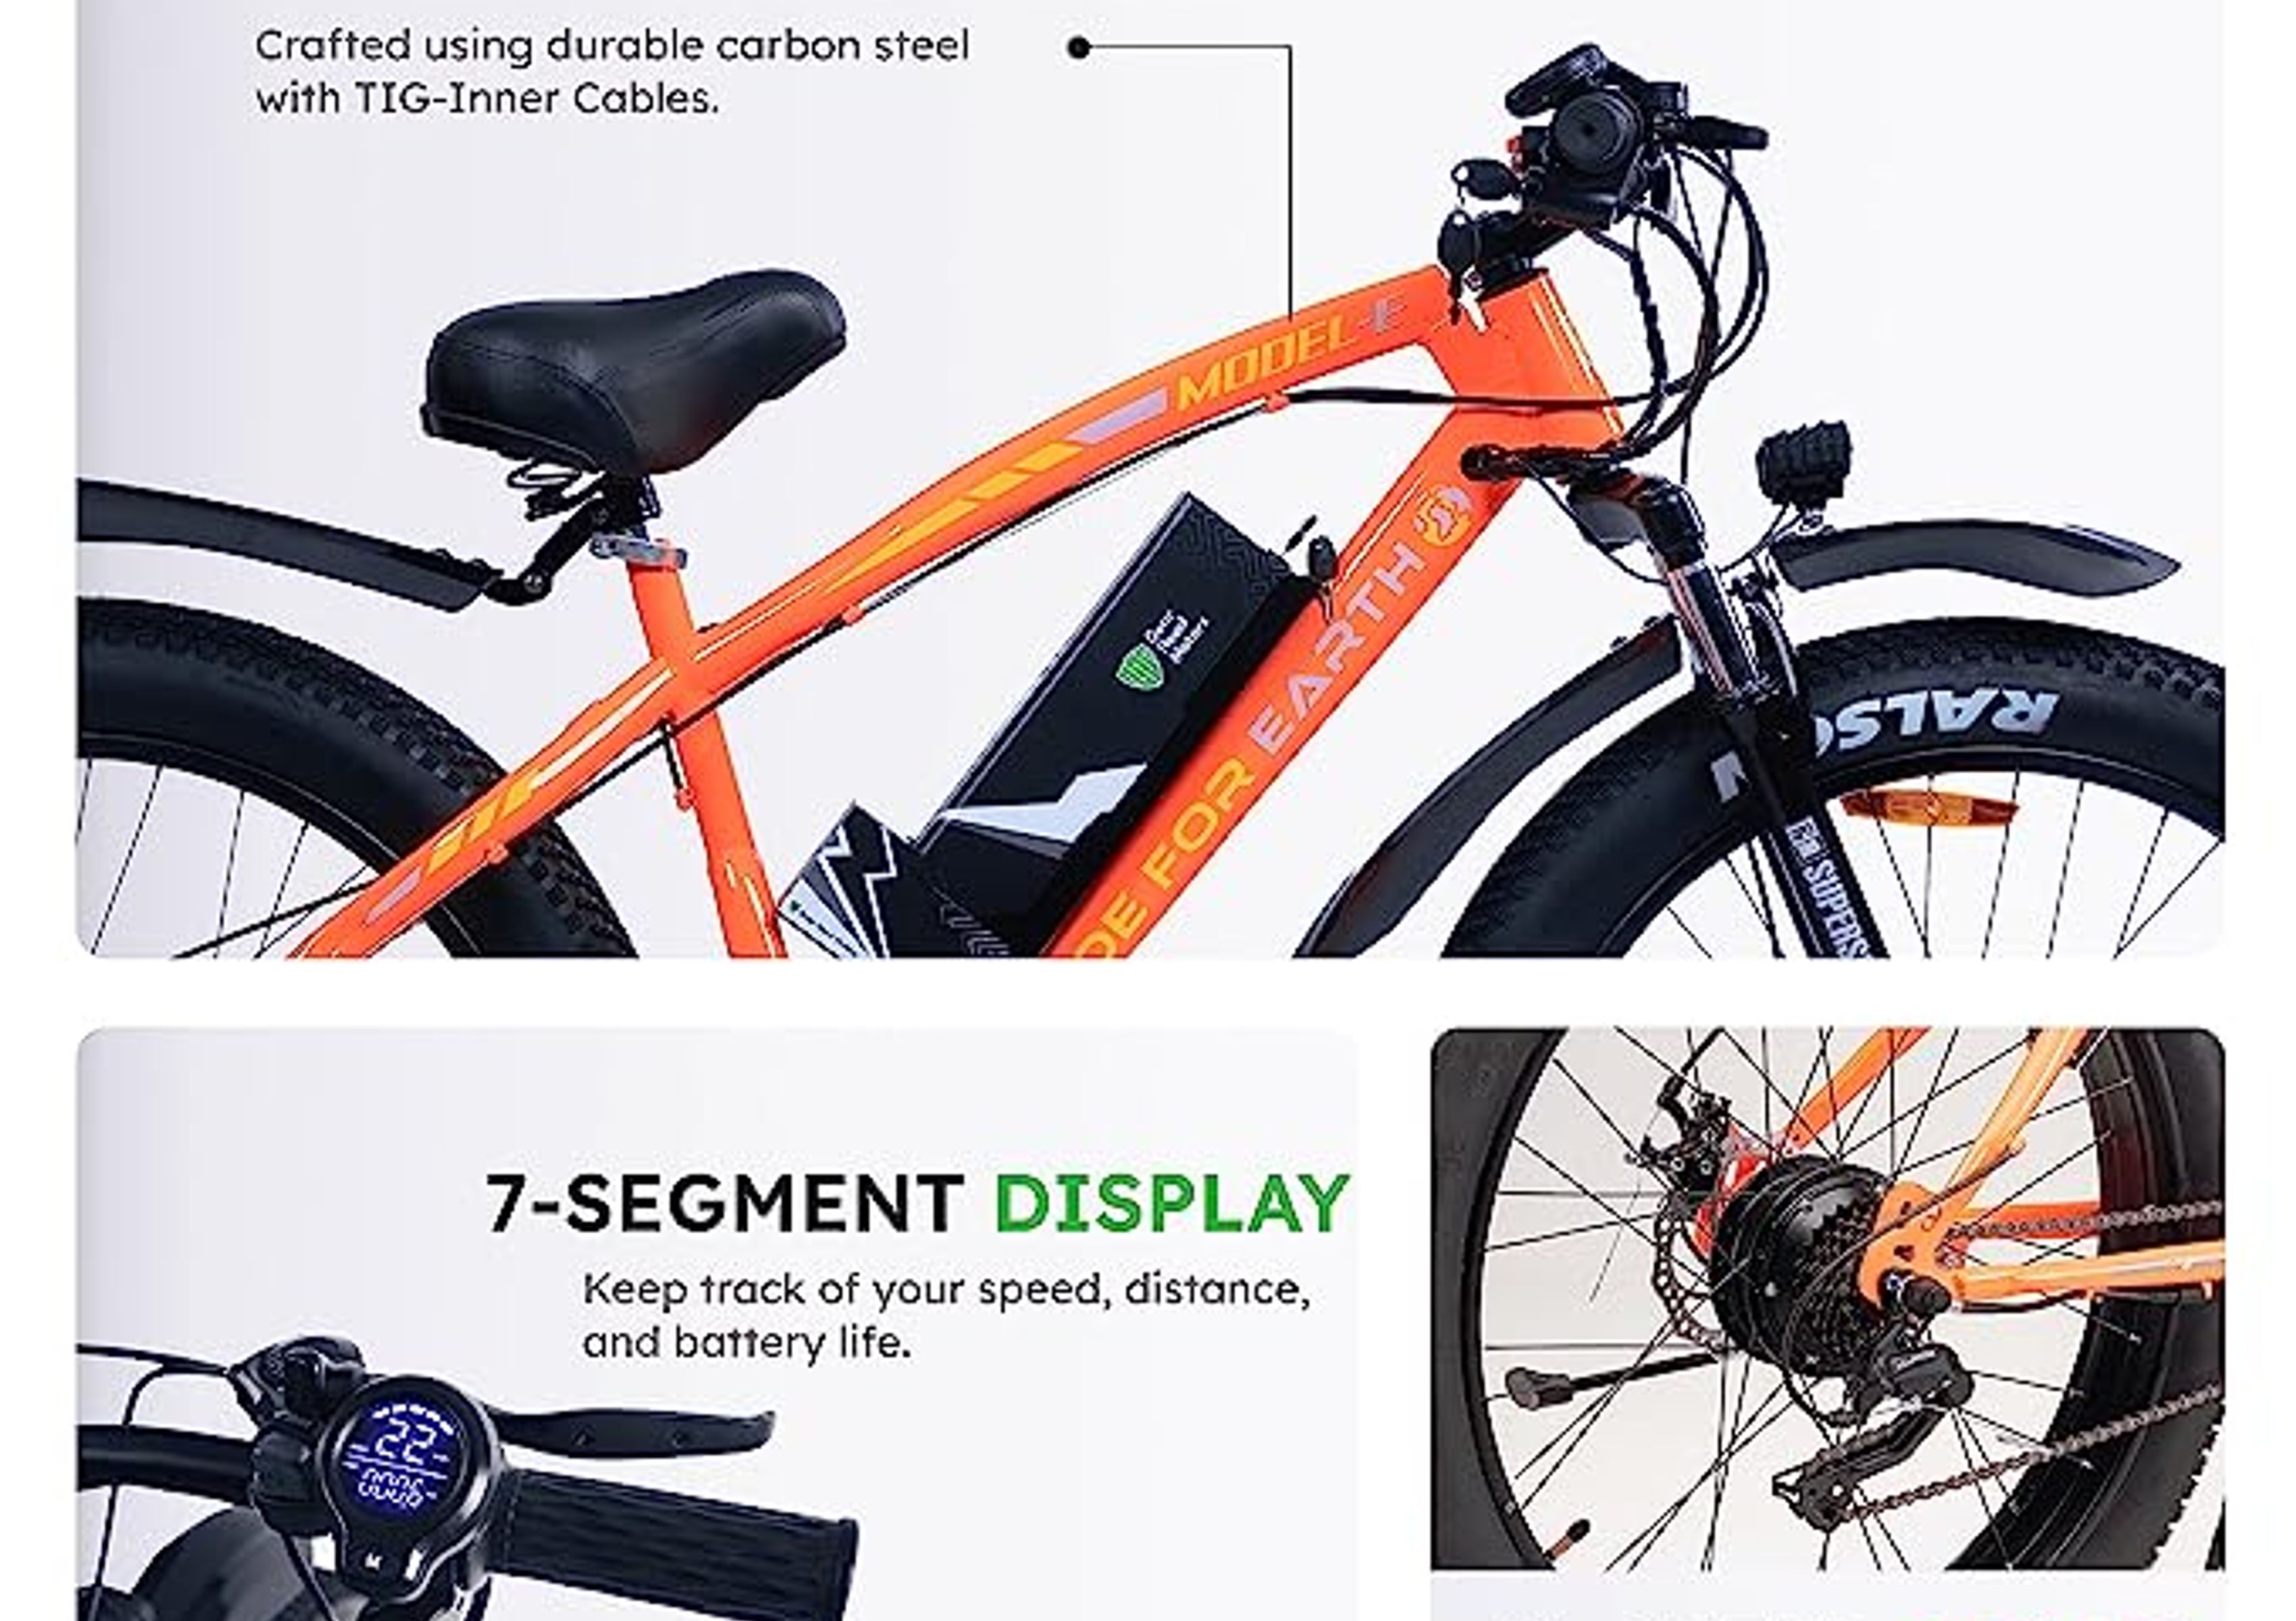 Crafted using durable carbon steel
with TIG-Inner Cables.
MODEL-E
DE FOR EARTH
RALSO
SUPERS
7-SEGMENT DISPLAY
Keep track of your speed, distance,
and battery life.
22